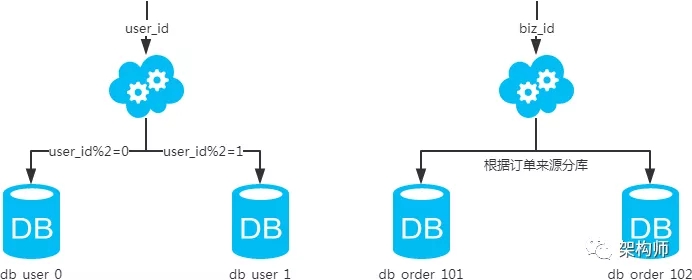 user_id
biz_id
user_id%2=0
user_id%2=1
根据订单来源分库
DB
DB
DB
DB
db_user_0
db_user_1
db_order_101
db_order_102
架构师